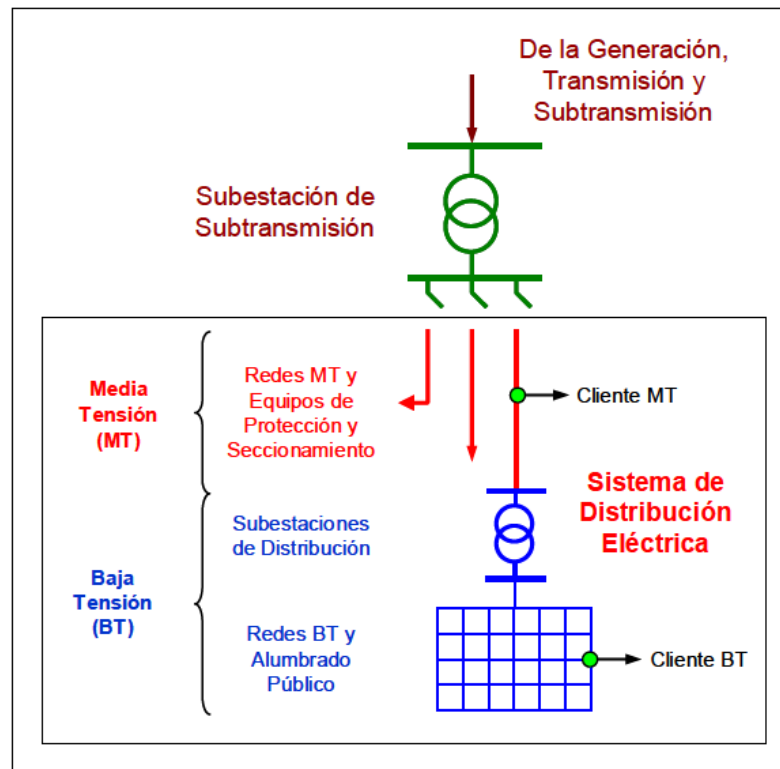 De la Generación,
Transmisión y
Subtransmisión
Subestación de
Subtransmisión
Media
Tensión
(MT)
Redes MT y
Equipos de
Protección y
Seccionamiento
Cliente MT
Sistema de
Distribución
Eléctrica
Subestaciones
de Distribución
Baja
Tensión
(BT)
Redes BT y
Alumbrado
Público
Cliente BT